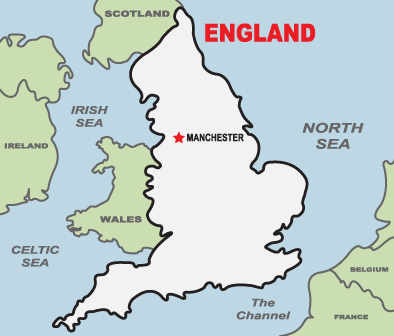 SCOTLAND
ENGLAND
IRISH
SEA
NORTH
SEA
MANCHESTER
IRELAND
WALES
CELTIC
SEA
BELGIUM
The
Channel
FRANCE